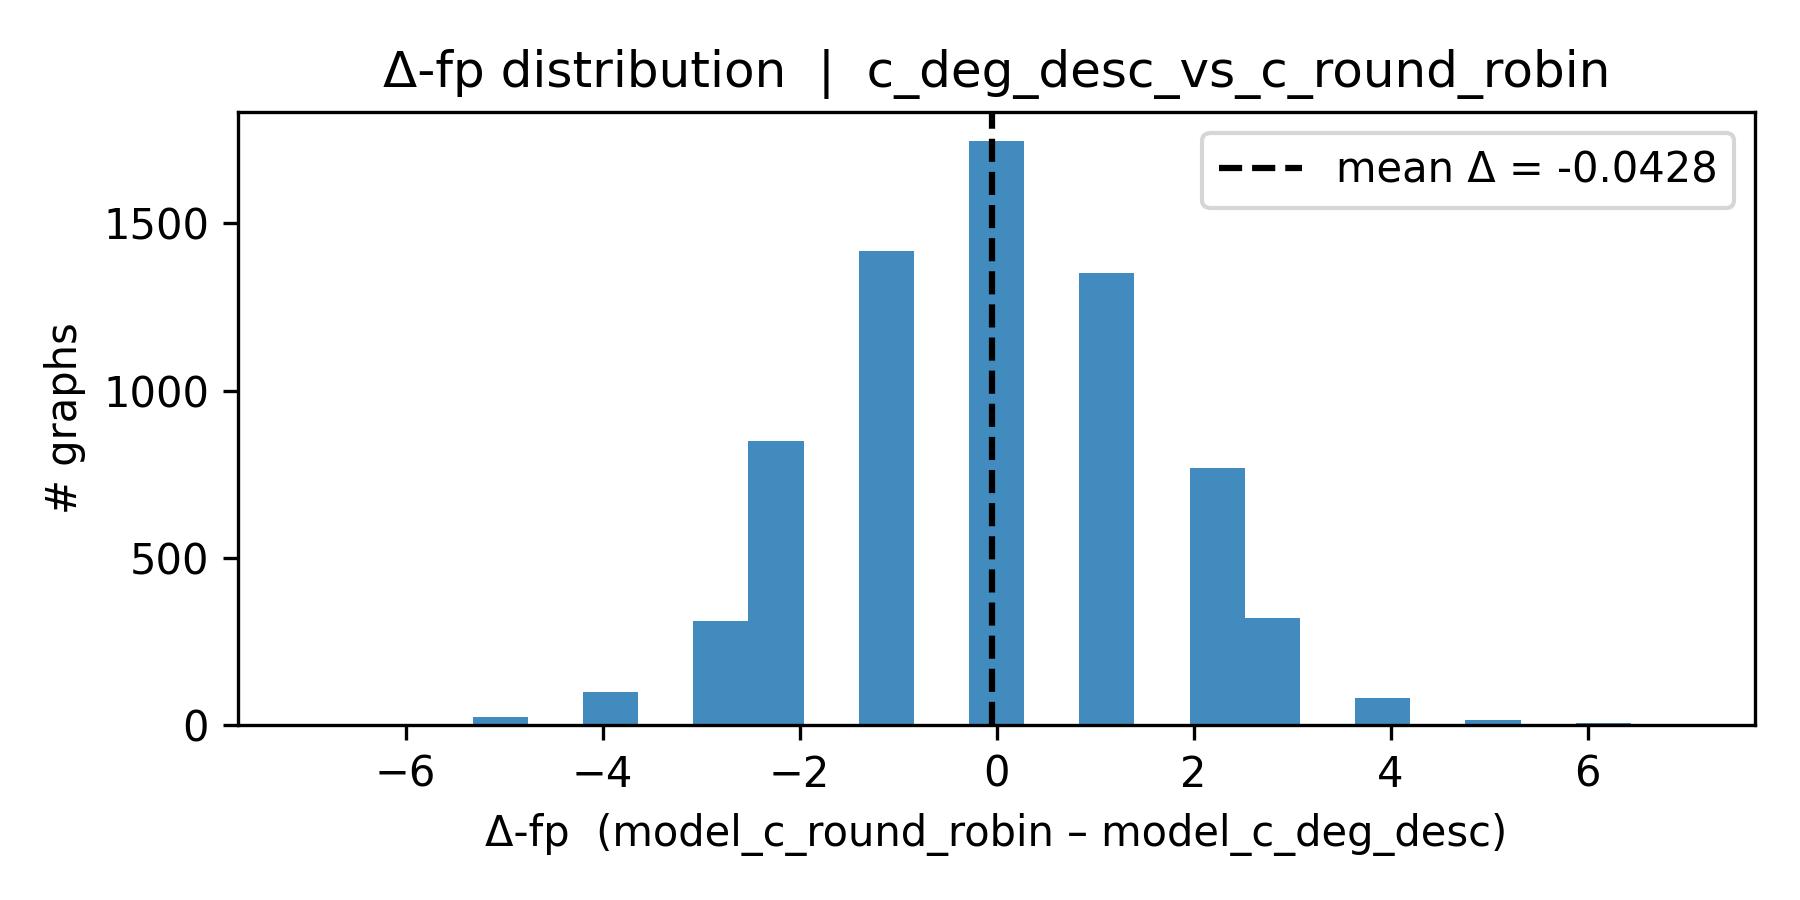 Δ-fp distribution | c_deg_desc_vs_c_round_robin
mean Δ = -0.0428
# graphs
1500
1000
500
0
−6 −4 −2 0 2 4 6
Δ-fp (model_c_round_robin – model_c_deg_desc)